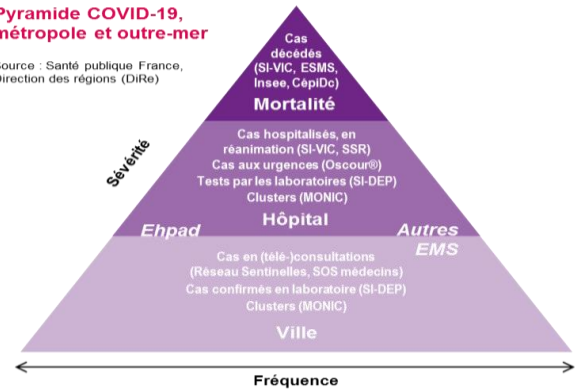 Pyramide COVID-19,
métropole et outre-mer
Source : Santé publique France,
Direction des régions (DiRe)
Cas
décédés
(SI-VIC, ESMS,
Insee, CépiDc)
Mortalité
Sévérité
Cas hospitalisés, en
réanimation (SI-VIC, SSR)
Cas aux urgences (Oscour®)
Tests par les laboratoires (SI-DEP)
Clusters (MONIC)
Hôpital
Ehpad
Autres
EMS
Cas en (télé-)consultations
(Réseau Sentinelles, SOS médecins)
Cas confirmés en laboratoire (SI-DEP)
Clusters (MONIC)
Ville
Fréquence